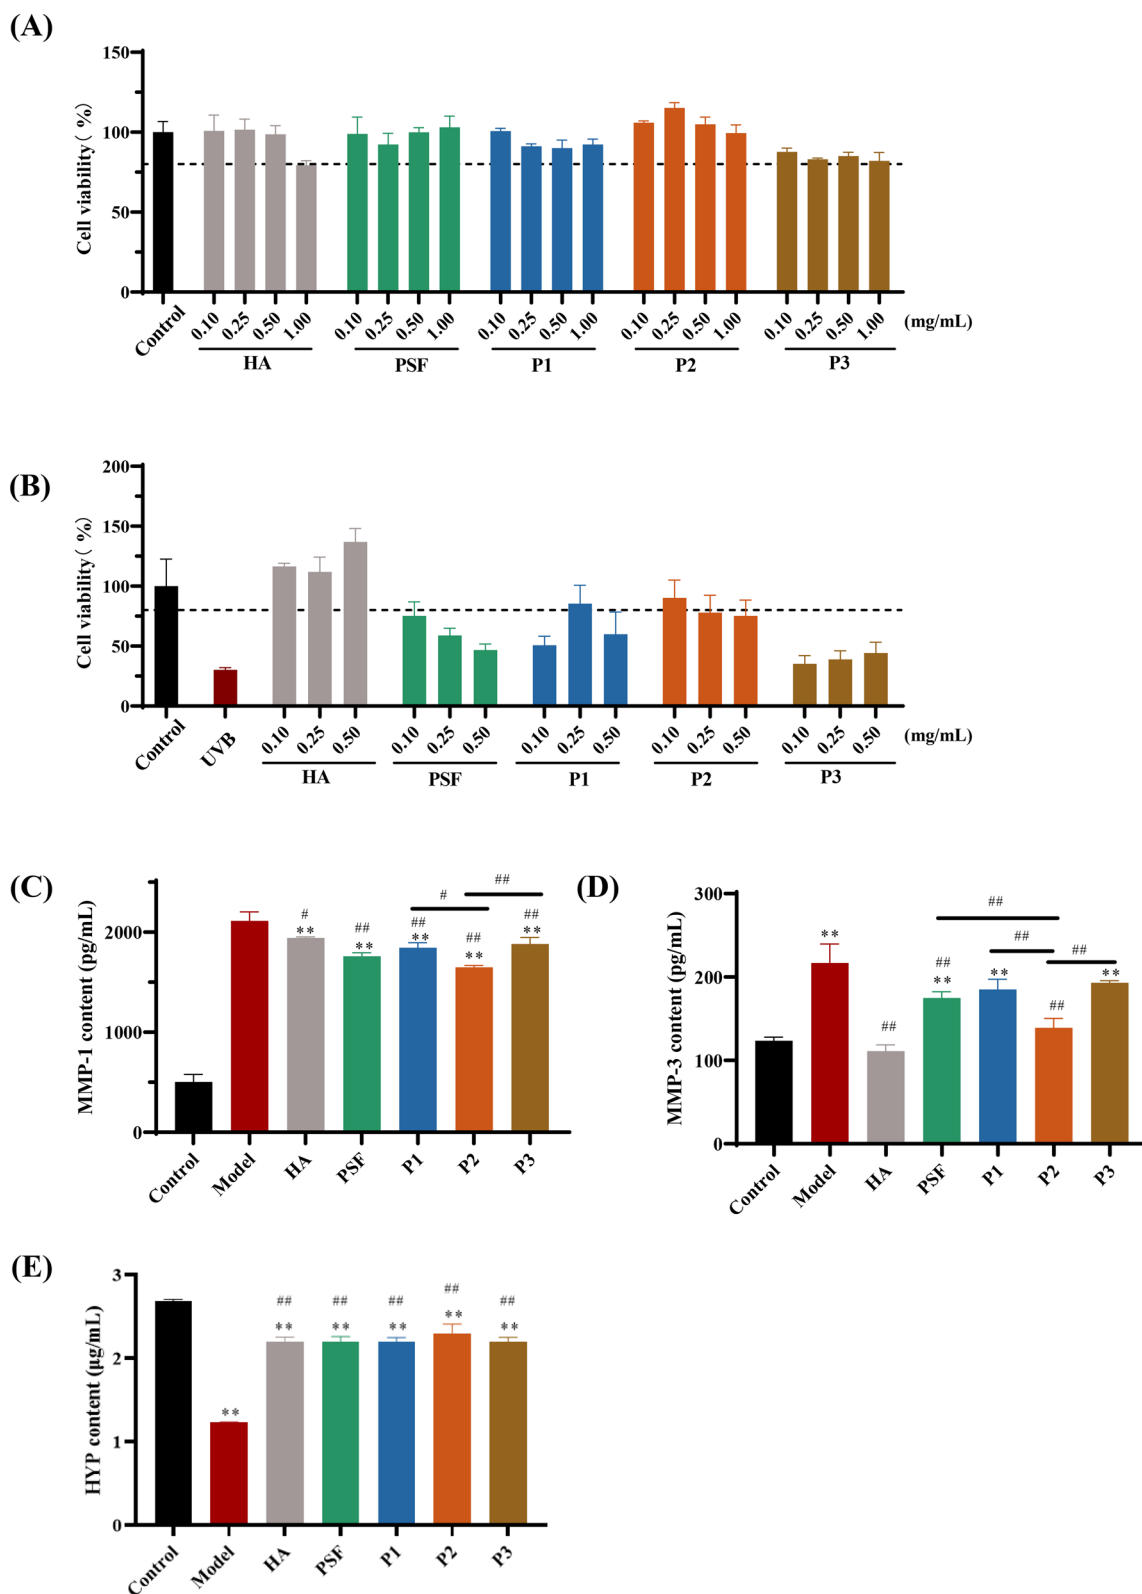 (A)
Cell viability ( %)
150
100
50
0
Control
0.10 0.25 0.50 1.00 0.10 0.25 0.50 1.00 0.10 0.25 0.50 1.00 0.10 0.25 0.50 1.00 0.10 0.25 0.50 1.00 (mg/mL)
HA PSF P1 P2 P3
(B)
Cell viability ( %)
200
150
100
50
0
Control UVB 0.10 0.25 0.50 0.10 0.25 0.50 0.10 0.25 0.50 0.10 0.25 0.50 0.10 0.25 0.50 (mg/mL)
HA PSF P1 P2 P3
(C)
MMP-1 content (pg/mL)
2000
1000
0
# ##
# ## ## ## ##
** ** ** ** **
Control Model HA PSF P1 P2 P3
(D)
MMP-3 content (pg/mL)
300
200
100
0
##
## ##
** ## ## ##
** ** **
Control Model HA PSF P1 P2 P3
(E)
HYP content (μg/mL)
3
2
1
0
## ## ## ## ##
** ** ** ** ** **
Control Model HA PSF P1 P2 P3